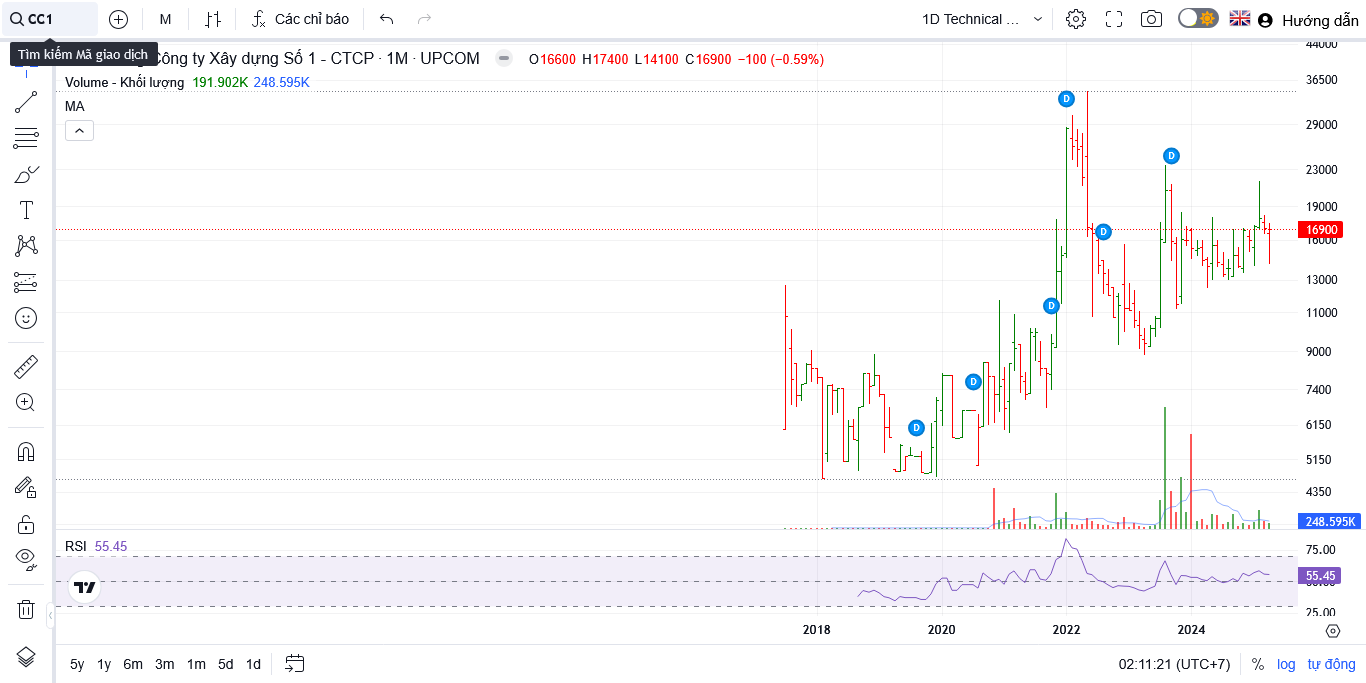 CC1
M
Các chỉ báo
1D Technical ...
Hướng dẫn
Tìm kiếm Mã giao dịch
Công ty Xây dựng Số 1 - CTCP · 1M · UPCOM
O16600 H17400 L14100 C16900 −100 (−0.59%)
Volume - Khối lượng 191.902K 248.595K
MA
44000
36500
29000
23000
19000
16900
16000
13000
11000
9000
7400
6150
5150
4350
248.595K
D
D
D
D
D
D
D
RSI 55.45
75.00
55.45
50.00
25.00
2018 2020 2022 2024
5y 1y 6m 3m 1m 5d 1d
02:11:21 (UTC+7) % log tự động